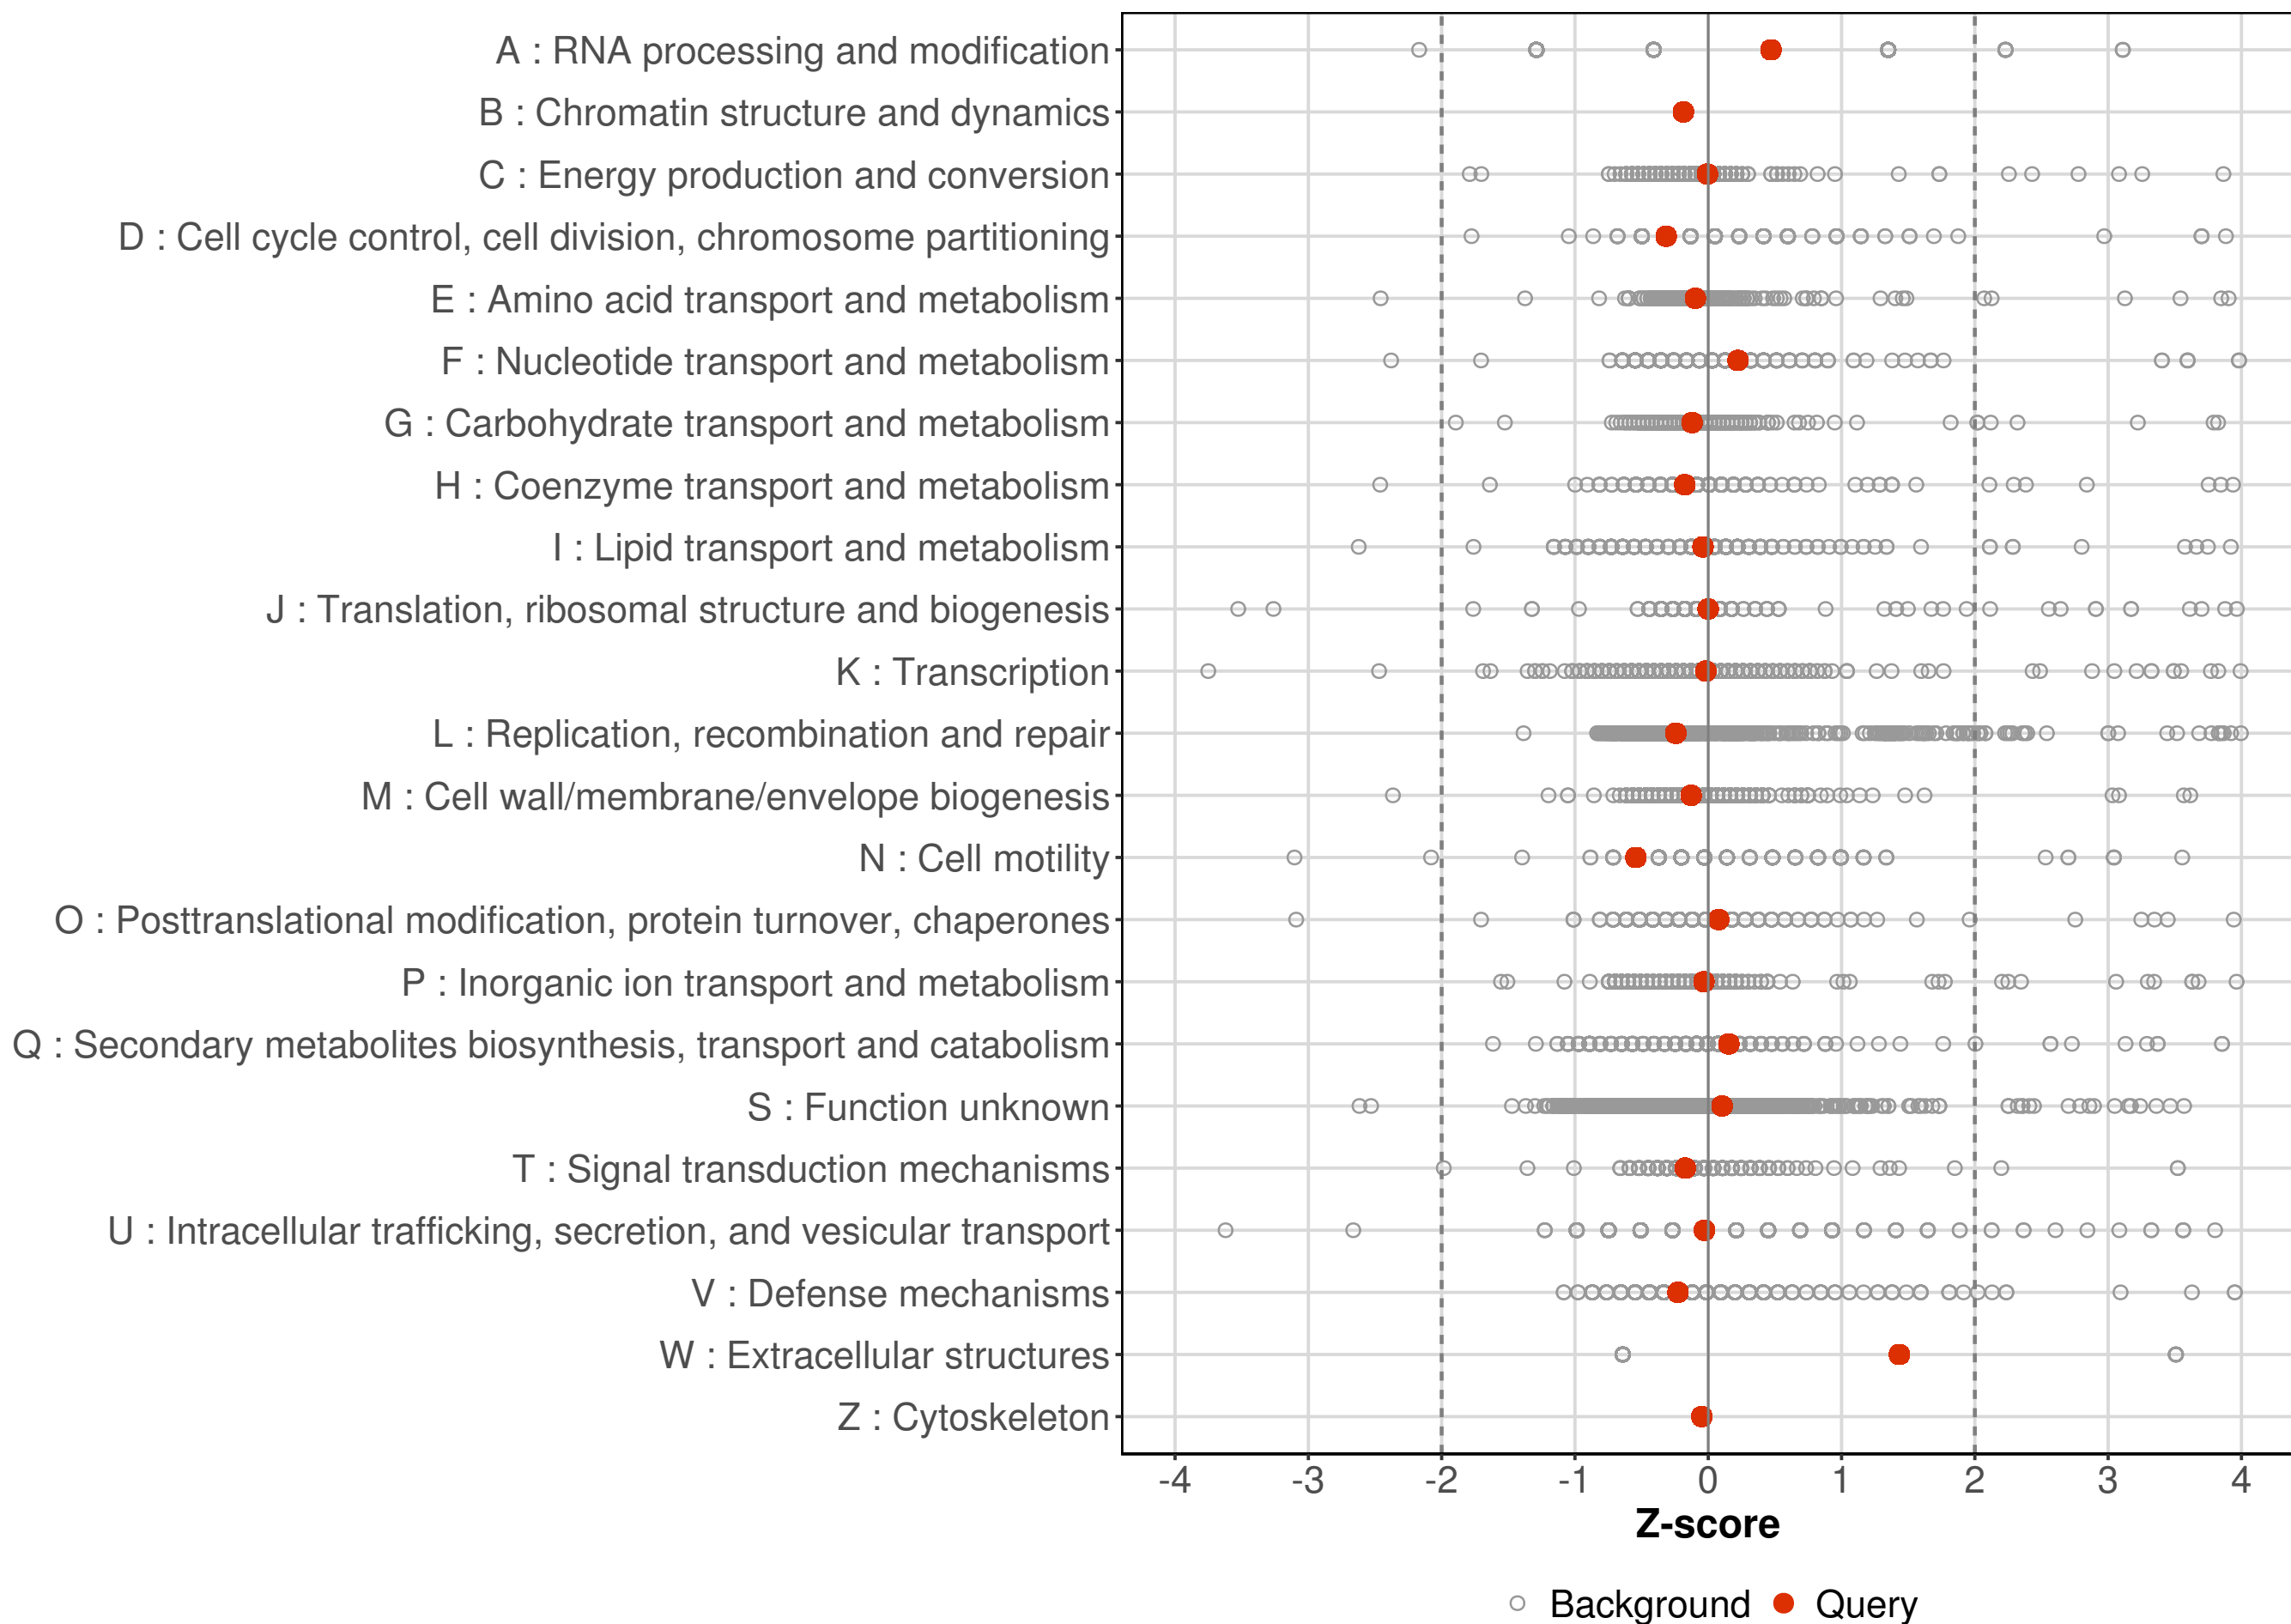 A : RNA processing and modification
B : Chromatin structure and dynamics
C : Energy production and conversion
D : Cell cycle control, cell division, chromosome partitioning
E : Amino acid transport and metabolism
F : Nucleotide transport and metabolism
G : Carbohydrate transport and metabolism
H : Coenzyme transport and metabolism
I : Lipid transport and metabolism
J : Translation, ribosomal structure and biogenesis
K : Transcription
L : Replication, recombination and repair
M : Cell wall/membrane/envelope biogenesis
N : Cell motility
O : Posttranslational modification, protein turnover, chaperones
P : Inorganic ion transport and metabolism
Q : Secondary metabolites biosynthesis, transport and catabolism
S : Function unknown
T : Signal transduction mechanisms
U : Intracellular trafficking, secretion, and vesicular transport
V : Defense mechanisms
W : Extracellular structures
Z : Cytoskeleton
-4 -3 -2 -1 0 1 2 3 4
Z-score
Background Query